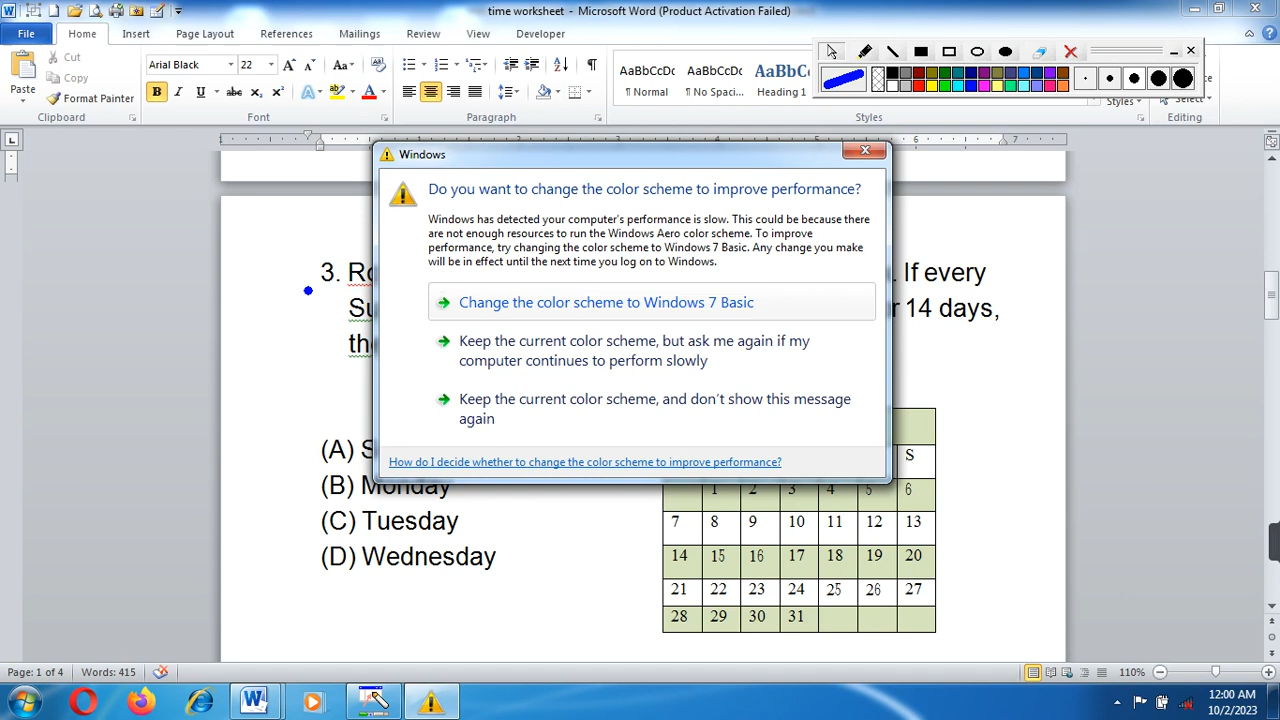 time worksheet - Microsoft Word (Product Activation Failed)
File Home Insert Page Layout References Mailings Review View Developer
Paste
Cut
Copy
Format Painter
Clipboard
Arial Black 22
Font
Paragraph
AaBbCcDc AaBbCcDc AaBbCc
¶ Normal ¶ No Spaci... Heading 1
Styles
Styles
Select
Editing
Windows
Do you want to change the color scheme to improve performance?
Windows has detected your computer's performance is slow. This could be because there
are not enough resources to run the Windows Aero color scheme. To improve
performance, try changing the color scheme to Windows 7 Basic. Any change you make
will be in effect until the next time you log on to Windows.
Change the color scheme to Windows 7 Basic
Keep the current color scheme, but ask me again if my
computer continues to perform slowly
Keep the current color scheme, and don't show this message
again
How do I decide whether to change the color scheme to improve performance?
3. If every
14 days,
(A) S
(B) Monday
(C) Tuesday
(D) Wednesday
S
1 2 3 4 5 6
7 8 9 10 11 12 13
14 15 16 17 18 19 20
21 22 23 24 25 26 27
28 29 30 31
Page: 1 of 4 Words: 415 110%
12:00 AM
10/2/2023